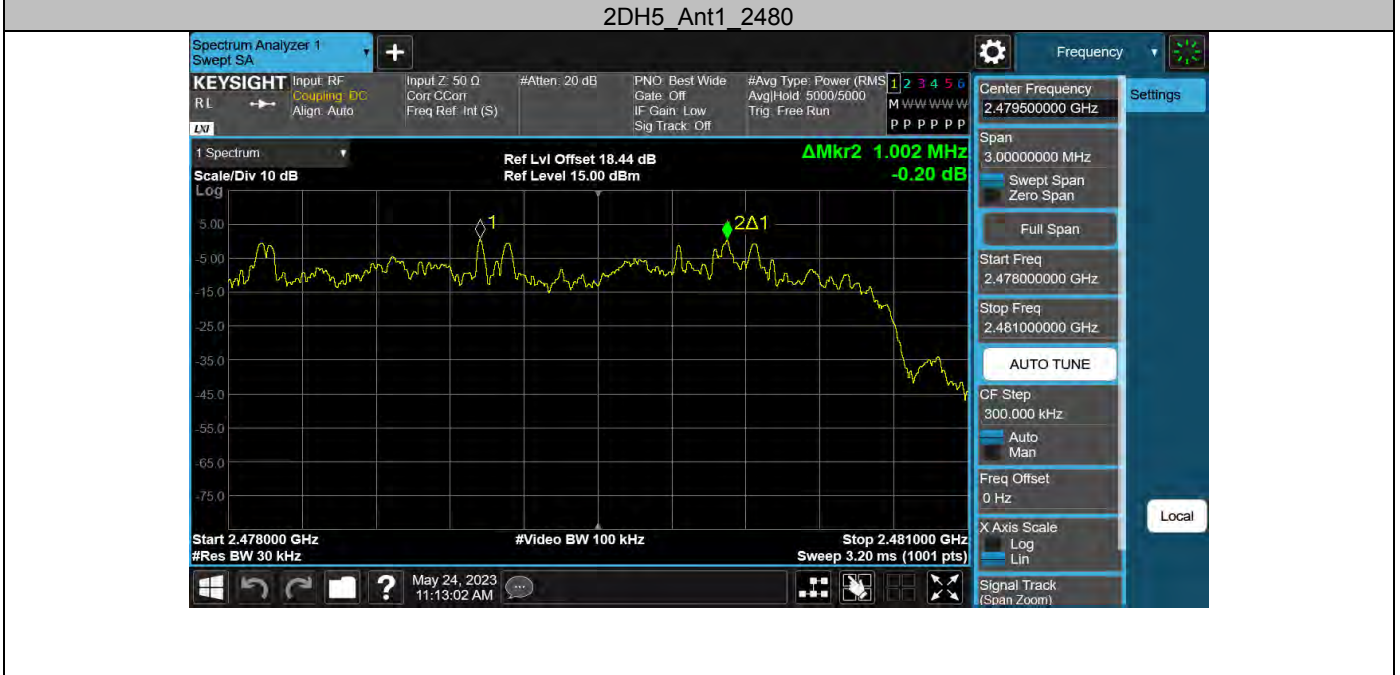 2DH5_Ant1_2480
Spectrum Analyzer 1
Swept SA
Frequency
KEYSIGHT
RL
LXI
Input: RF
Coupling: DC
Align: Auto
Input Z: 50 Ω
Corr CCorr
Freq Ref: Int (S)
#Atten: 20 dB
PNO: Best Wide
Gate: Off
IF Gain: Low
Sig Track: Off
#Avg Type: Power (RMS
Avg|Hold: 5000/5000
Trig: Free Run
1 2 3 4 5 6
M W W W W W
P P P P P P
1 Spectrum
Scale/Div 10 dB
Log
Ref Lvl Offset 18.44 dB
Ref Level 15.00 dBm
ΔMkr2 1.002 MHz
-0.20 dB
1
2Δ1
5.00
-5.00
-15.0
-25.0
-35.0
-45.0
-55.0
-65.0
-75.0
Start 2.478000 GHz
#Res BW 30 kHz
#Video BW 100 kHz
Stop 2.481000 GHz
Sweep 3.20 ms (1001 pts)
May 24, 2023
11:13:02 AM
Center Frequency
2.479500000 GHz
Settings
Span
3.00000000 MHz
Swept Span
Zero Span
Full Span
Start Freq
2.478000000 GHz
Stop Freq
2.481000000 GHz
AUTO TUNE
CF Step
300.000 kHz
Auto
Man
Freq Offset
0 Hz
Local
X Axis Scale
Log
Lin
Signal Track
(Span Zoom)